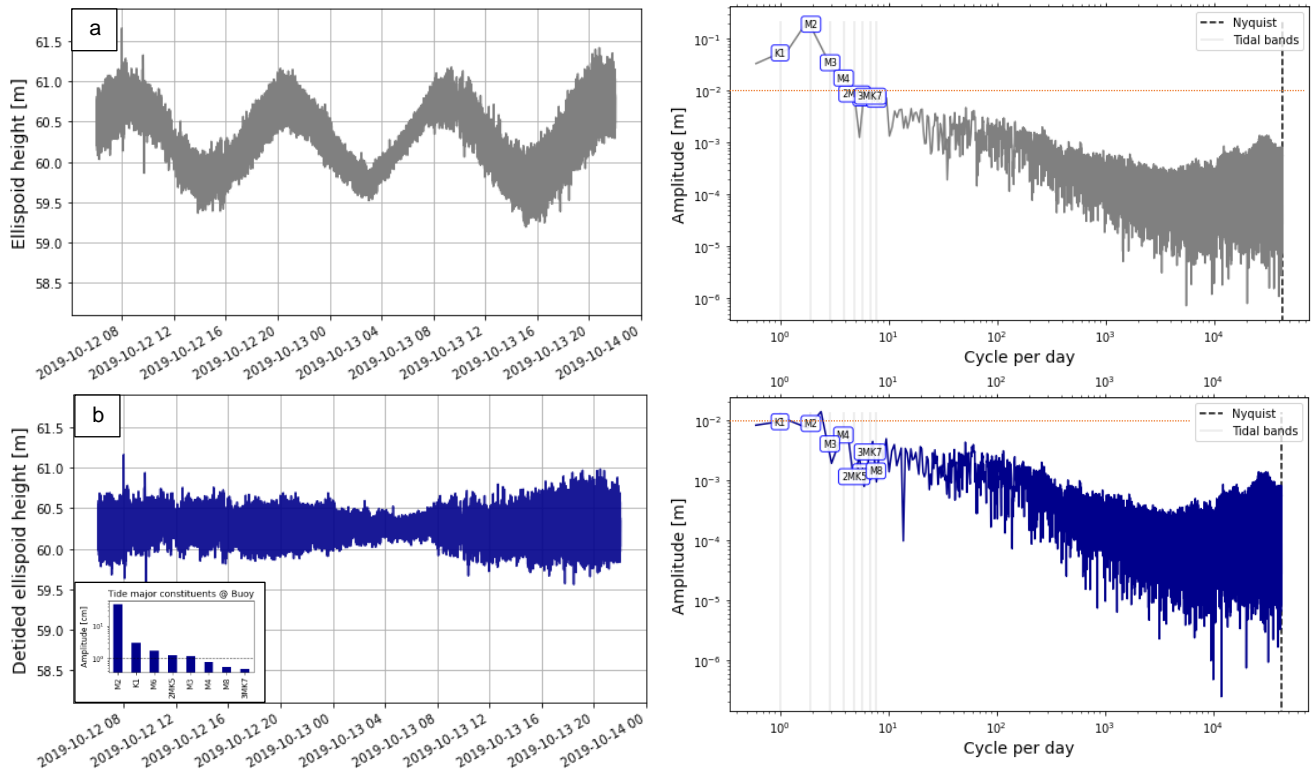 a
Ellispoid height [m]
61.5
61.0
60.5
60.0
59.5
59.0
58.5
2019-10-12 08
2019-10-12 12
2019-10-12 16
2019-10-12 20
2019-10-13 00
2019-10-13 04
2019-10-13 08
2019-10-13 12
2019-10-13 16
2019-10-13 20
2019-10-14 00
Nyquist
Tidal bands
K1
M2
M3
M4
3MK7
Amplitude [m]
10⁻¹
10⁻²
10⁻³
10⁻⁴
10⁻⁵
10⁻⁶
10⁰
10¹
10²
10³
10⁴
Cycle per day
b
Detided ellispoid height [m]
61.5
61.0
60.5
60.0
59.5
59.0
58.5
Tide major constituents @ Buoy
Amplitude [cm]
10¹
10⁰
M2
K1
M6
2MK5
M3
M4
M8
3MK7
2019-10-12 08
2019-10-12 12
2019-10-12 16
2019-10-12 20
2019-10-13 00
2019-10-13 04
2019-10-13 08
2019-10-13 12
2019-10-13 16
2019-10-13 20
2019-10-14 00
10⁰
10¹
10²
10³
10⁴
Nyquist
Tidal bands
K1
M2
M3
M4
3MK7
2MK5
M8
Amplitude [m]
10⁻²
10⁻³
10⁻⁴
10⁻⁵
10⁻⁶
10⁰
10¹
10²
10³
10⁴
Cycle per day